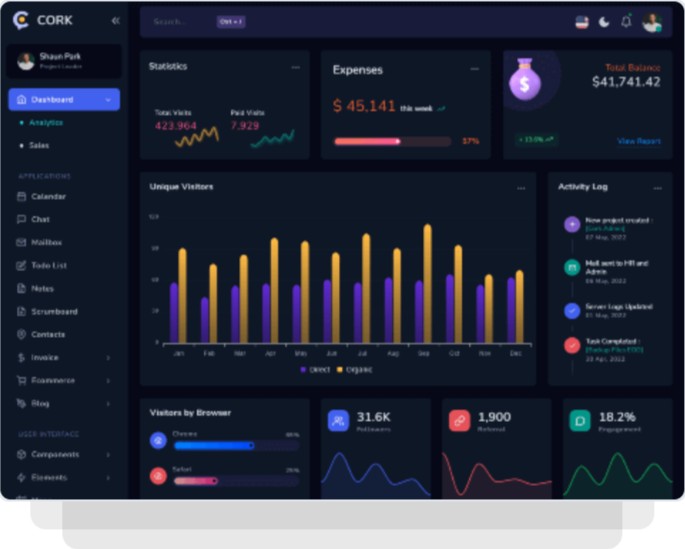 CORK
Search...
Ctrl + /
Shaun Park
Project Leader
Dashboard
Analytics
Sales
APPLICATIONS
Calendar
Chat
Mailbox
Todo List
Notes
Scrumboard
Contacts
Invoice
Ecommerce
Blog
USER INTERFACE
Components
Elements
Statistics
Total Visits
423,964
Paid Visits
7,929
Expenses
$ 45,141 this week
57%
Total Balance
$41,741.42
View Report
Unique Visitors
Jan Feb Mar Apr May Jun Jul Aug Sep Oct Nov Dec
Direct Organic
Activity Log
New project created :
07 May, 2022
Mail sent to HR and
Admin
06 May, 2022
Server Logs Updated
01 May, 2022
Task Completed :
[Backup Files EOD]
30 Apr, 2022
Visitors by Browser
Chrome 65%
Safari
31.6K
Followers
1,900
Referral
18.2%
Engagement